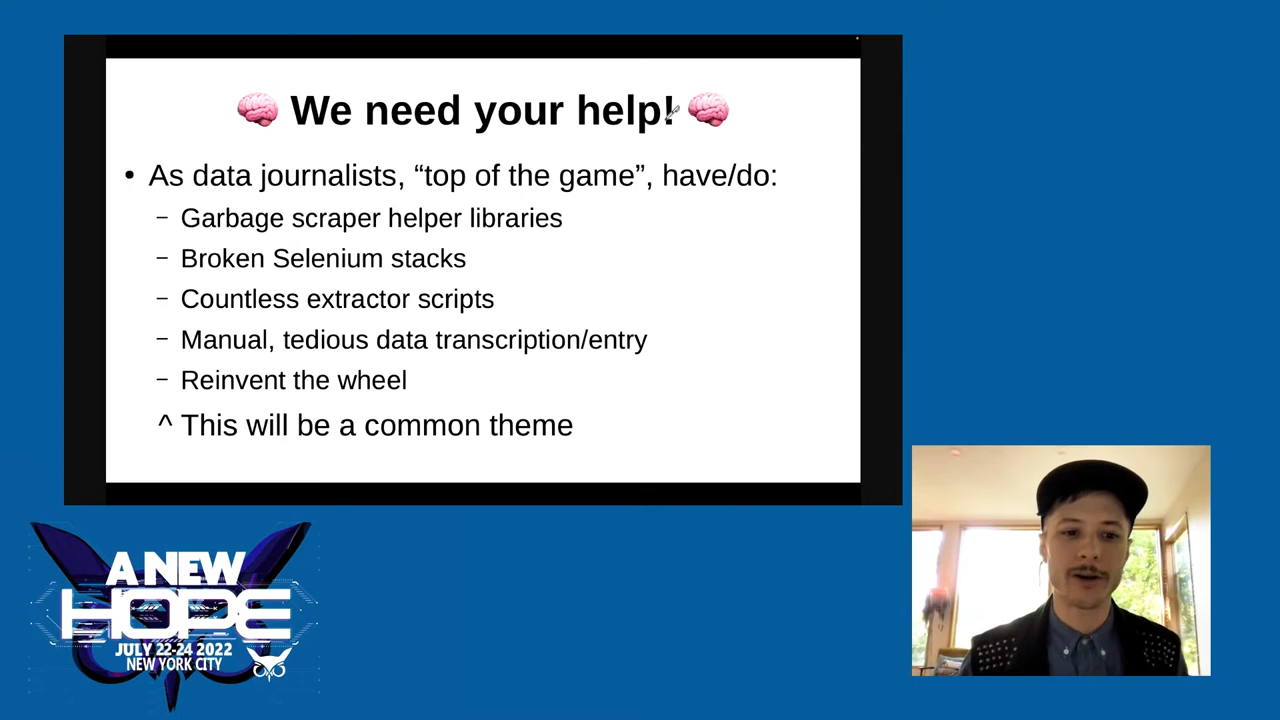 🧠 We need your help! 🧠
• As data journalists, “top of the game”, have/do:
– Garbage scraper helper libraries
– Broken Selenium stacks
– Countless extractor scripts
– Manual, tedious data transcription/entry
– Reinvent the wheel
^ This will be a common theme
A NEW
HOPE
JULY 22-24 2022
NEW YORK CITY